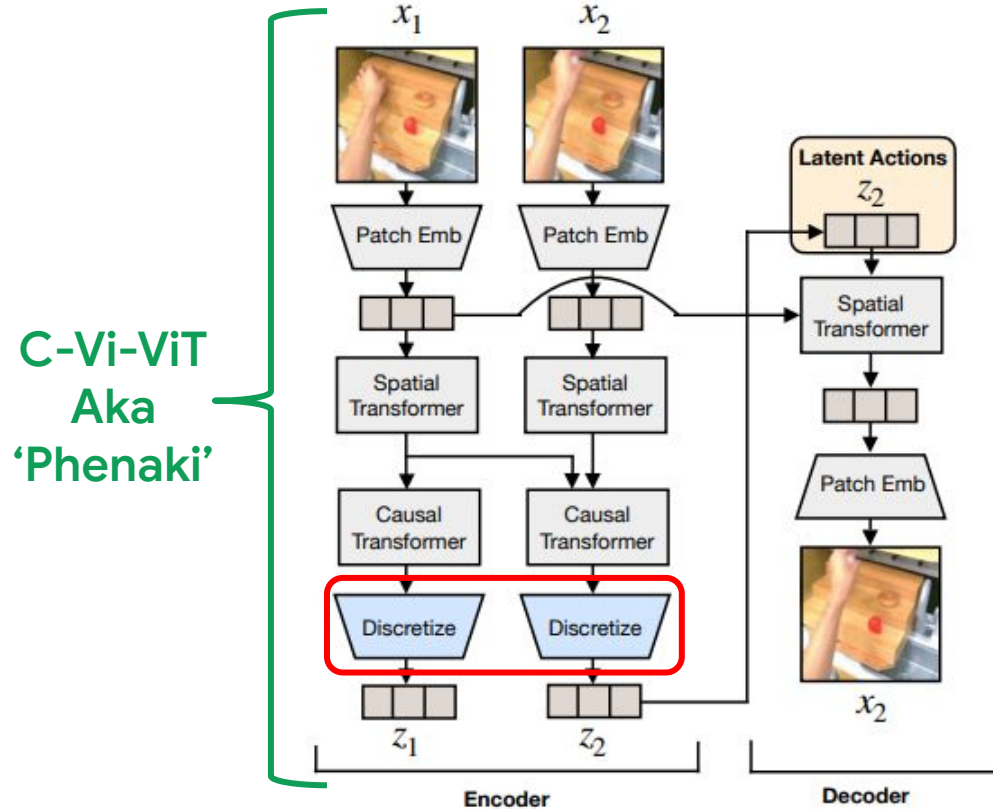 x₁ x₂
Latent Actions
z₂
Patch Emb Patch Emb
Spatial
Transformer
C-Vi-ViT
Aka
‘Phenaki’
Spatial
Transformer
Spatial
Transformer
Causal
Transformer
Causal
Transformer
Patch Emb
Discretize Discretize
z₁ z₂
x₂
Encoder
Decoder